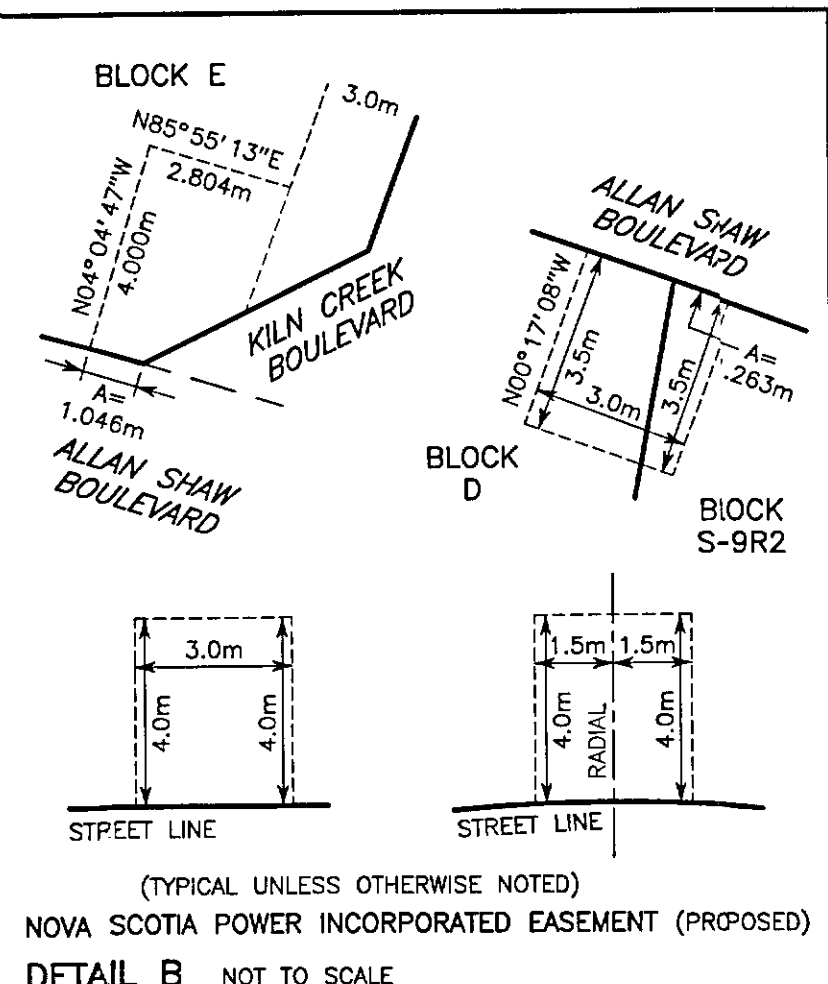 BLOCK E
3.0m
N85°55'13"E
2.804m
N04°04'47"W
4.000m
KILN CREEK
BOULEVARD
A=
1.046m
ALLAN SHAW
BOULEVARD
ALLAN SHAW
BOULEVARD
N00°17'08"W
3.5m
3.0m
3.5m
A=
.263m
BLOCK
D
BLOCK
S-9R2
3.0m
4.0m
4.0m
STREET LINE
1.5m
1.5m
4.0m
RADIAL
4.0m
STREET LINE
(TYPICAL UNLESS OTHERWISE NOTED)
NOVA SCOTIA POWER INCORPORATED EASEMENT (PROPOSED)
DETAIL B NOT TO SCALE